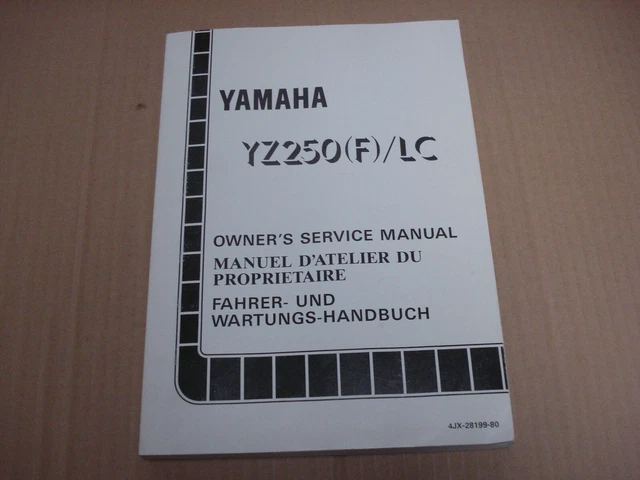 YAMAHA
YZ250(F)/LC
OWNER'S SERVICE MANUAL
MANUEL D'ATELIER DU
PROPRIETAIRE
FAHRER- UND
WARTUNGS-HANDBUCH
4JX-28199-80